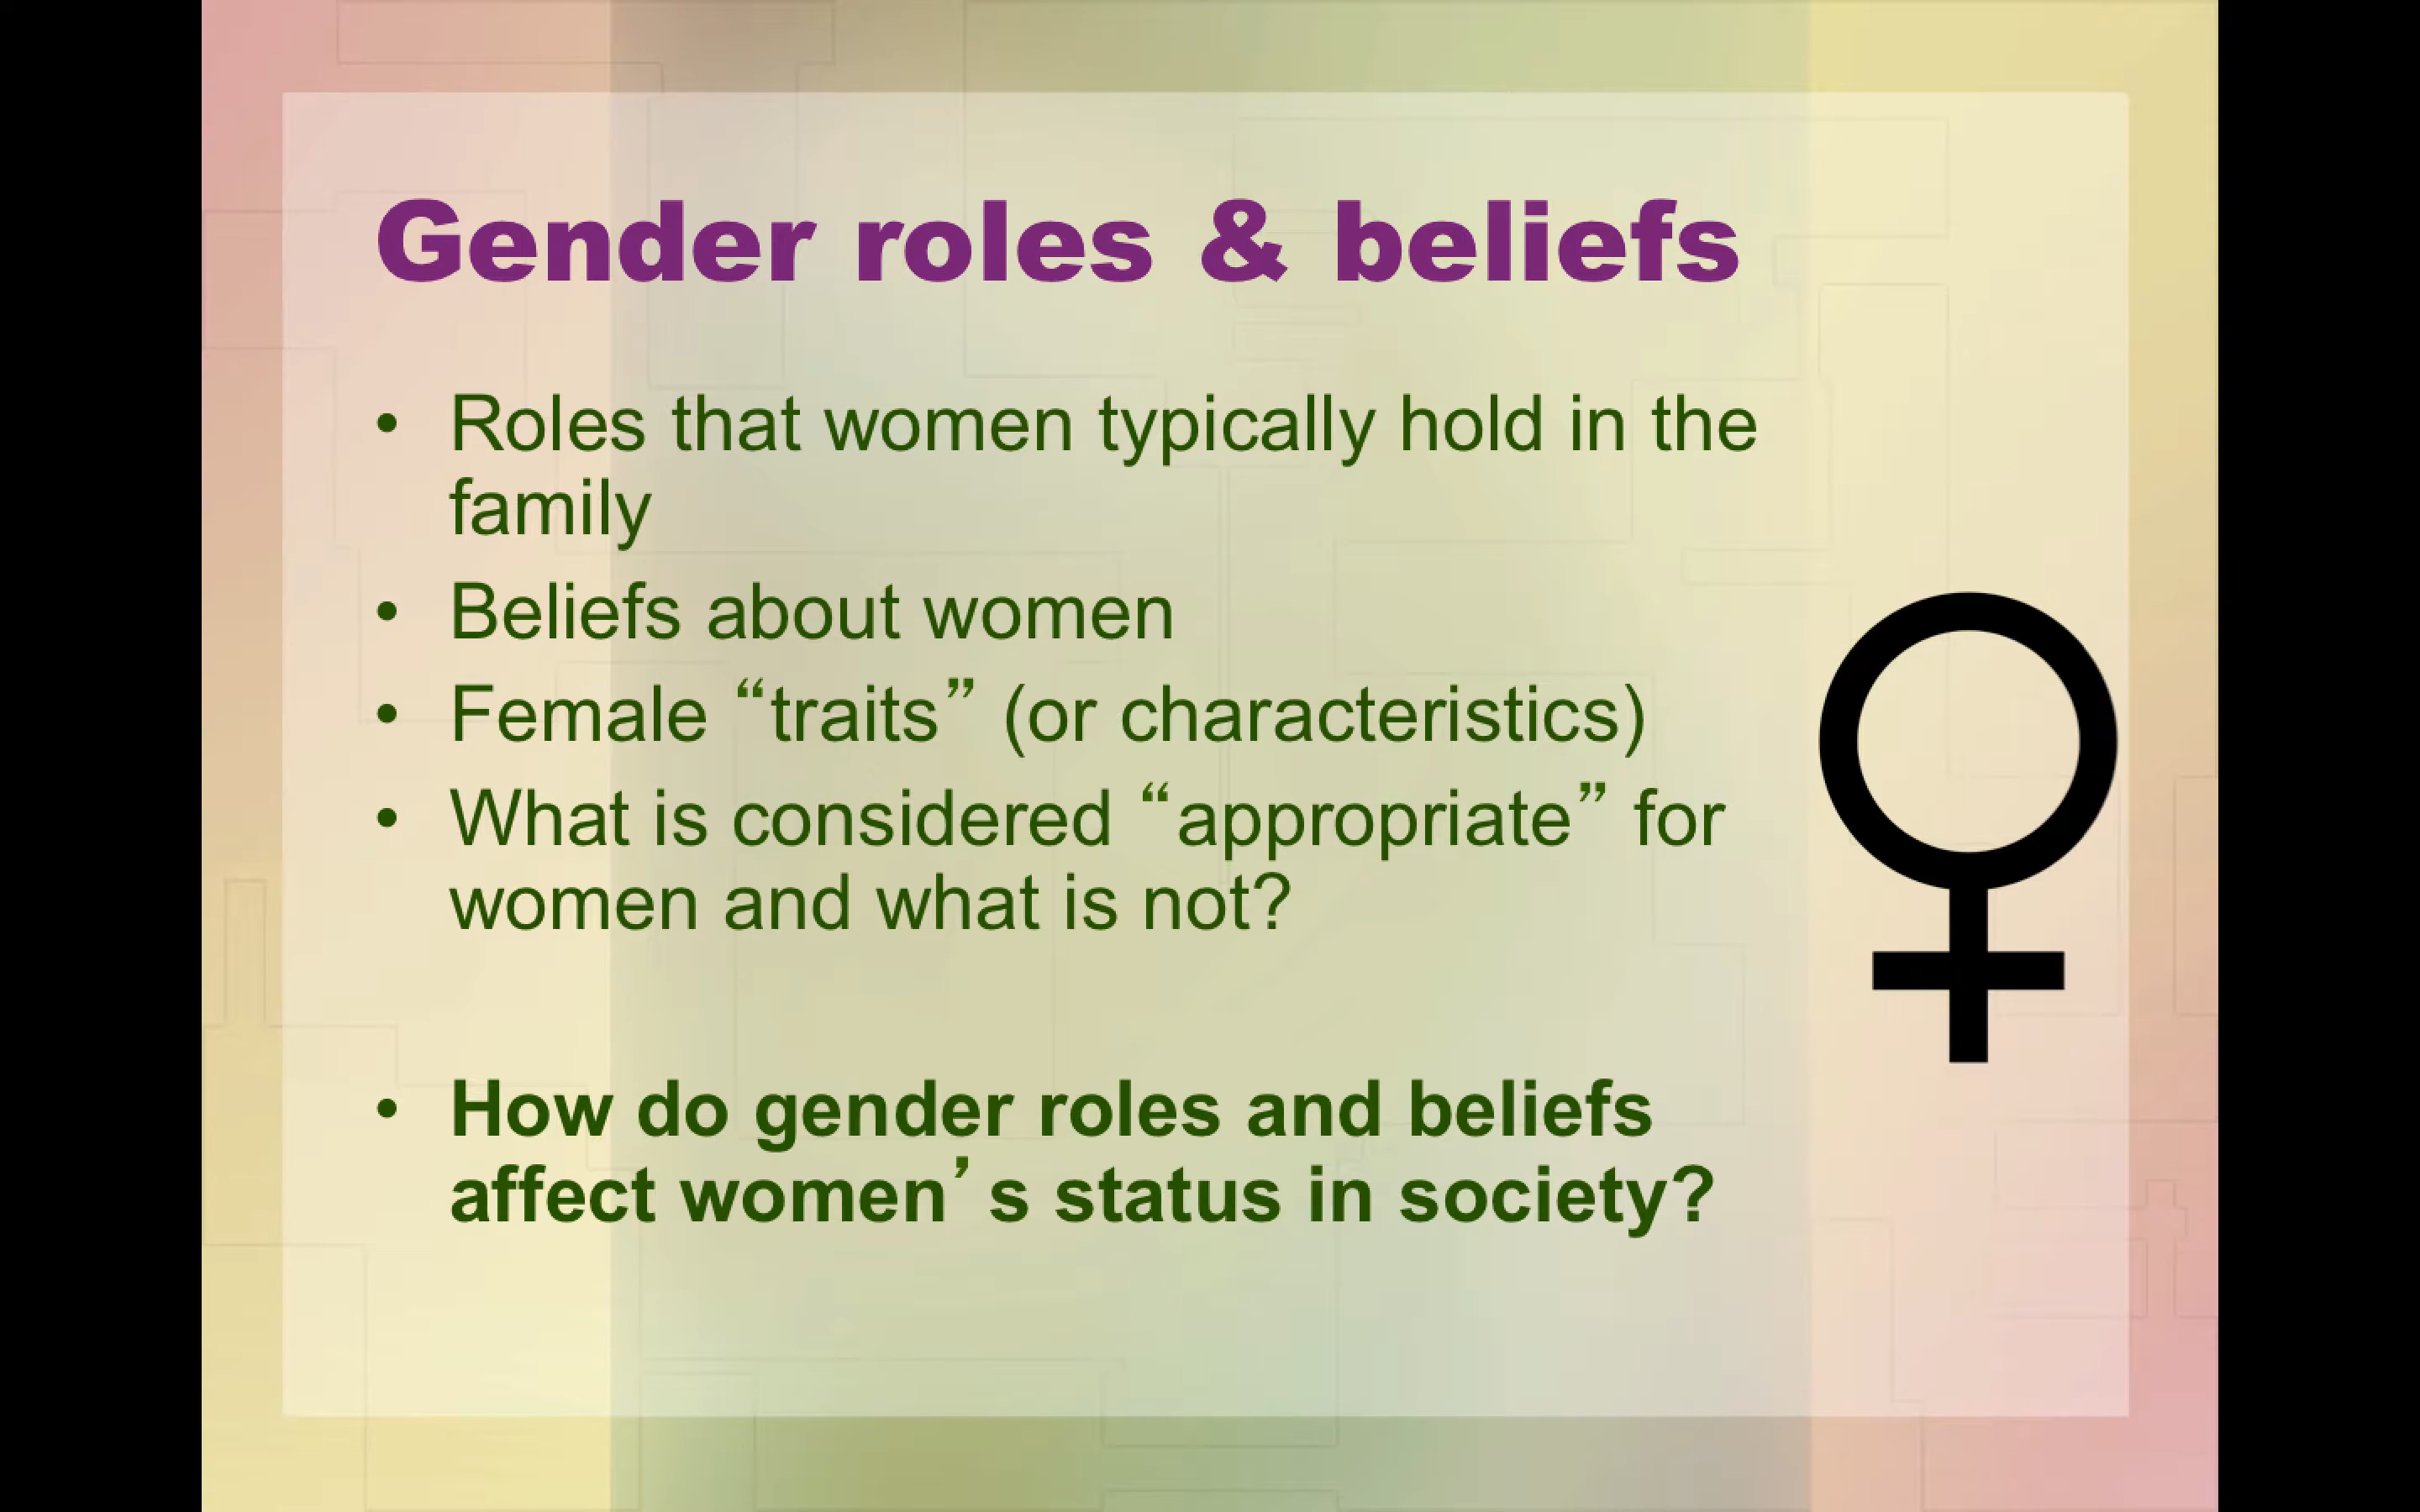 Gender roles & beliefs
• Roles that women typically hold in the
family
• Beliefs about women
• Female “traits” (or characteristics)
• What is considered “appropriate” for
women and what is not?
• How do gender roles and beliefs
affect women’s status in society?